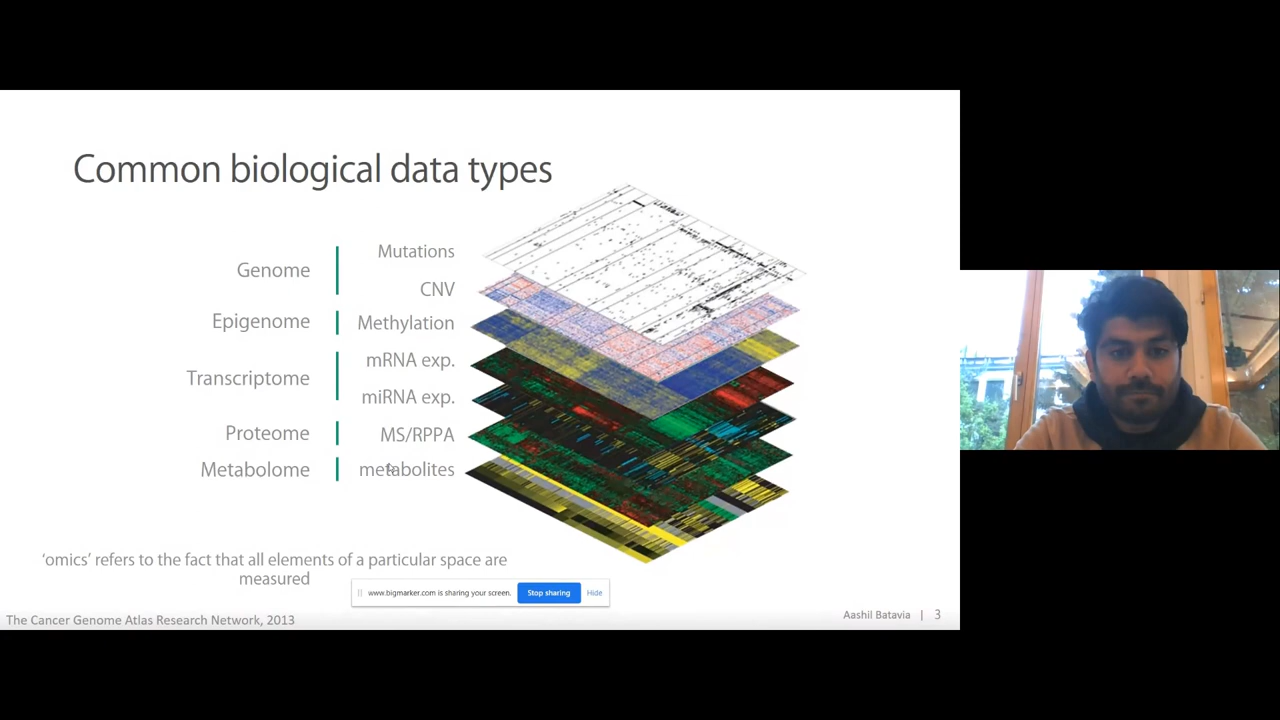 Common biological data types
Genome
Mutations
CNV
Epigenome
Methylation
Transcriptome
mRNA exp.
miRNA exp.
Proteome
MS/RPPA
Metabolome
metabolites
‘omics’ refers to the fact that all elements of a particular space are
measured
www.bigmarker.com is sharing your screen.
Stop sharing
Hide
The Cancer Genome Atlas Research Network, 2013
Aashil Batavia | 3